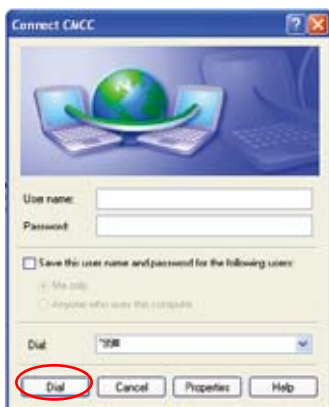 Connect CMCC
User name:
Password:
Save this user name and password for the following users:
Me only
Anyone who uses this computer
Dial:
Dial Cancel Properties Help